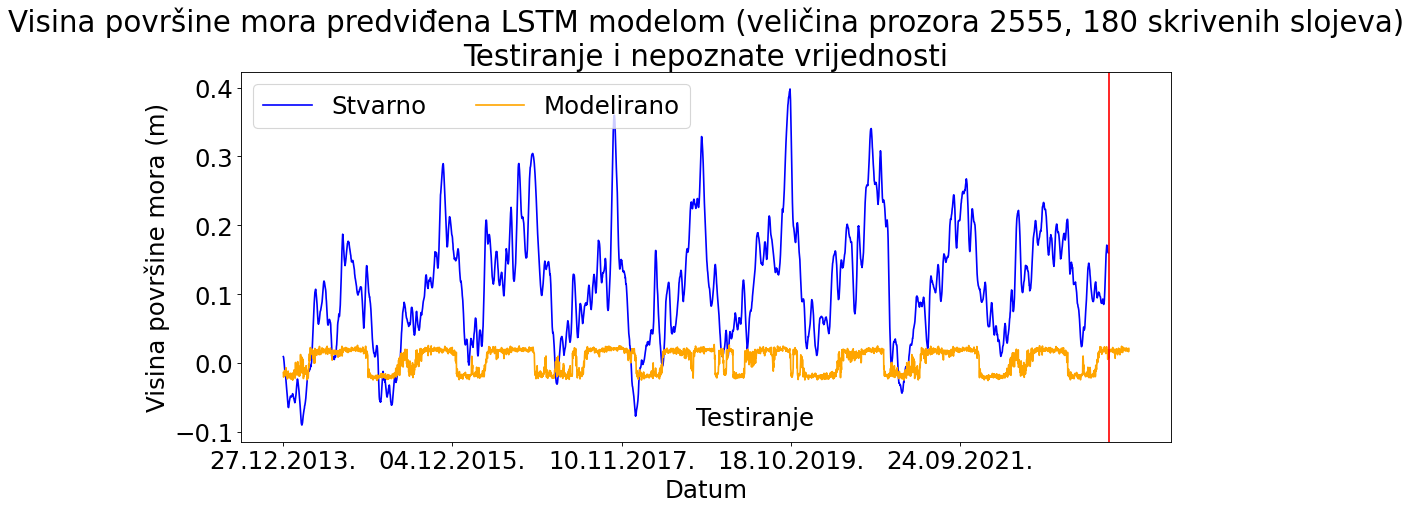 Visina površine mora predviđena LSTM modelom (veličina prozora 2555, 180 skrivenih slojeva)
Testiranje i nepoznate vrijednosti
Stvarno Modelirano
Visina površine mora (m)
0.4
0.3
0.2
0.1
0.0
−0.1
Testiranje
27.12.2013. 04.12.2015. 10.11.2017. 18.10.2019. 24.09.2021.
Datum